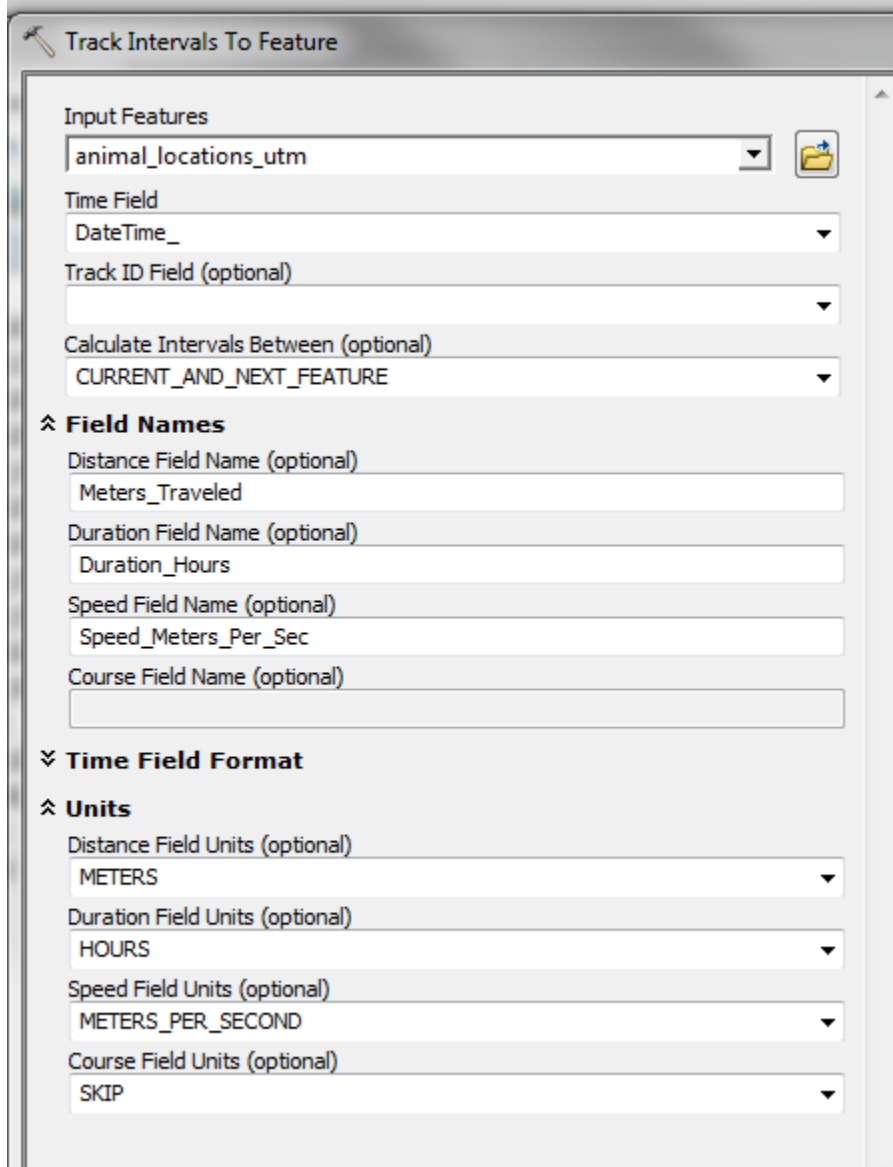 Track Intervals To Feature
Input Features
animal_locations_utm
Time Field
DateTime_
Track ID Field (optional)
Calculate Intervals Between (optional)
CURRENT_AND_NEXT_FEATURE
Field Names
Distance Field Name (optional)
Meters_Traveled
Duration Field Name (optional)
Duration_Hours
Speed Field Name (optional)
Speed_Meters_Per_Sec
Course Field Name (optional)
Time Field Format
Units
Distance Field Units (optional)
METERS
Duration Field Units (optional)
HOURS
Speed Field Units (optional)
METERS_PER_SECOND
Course Field Units (optional)
SKIP